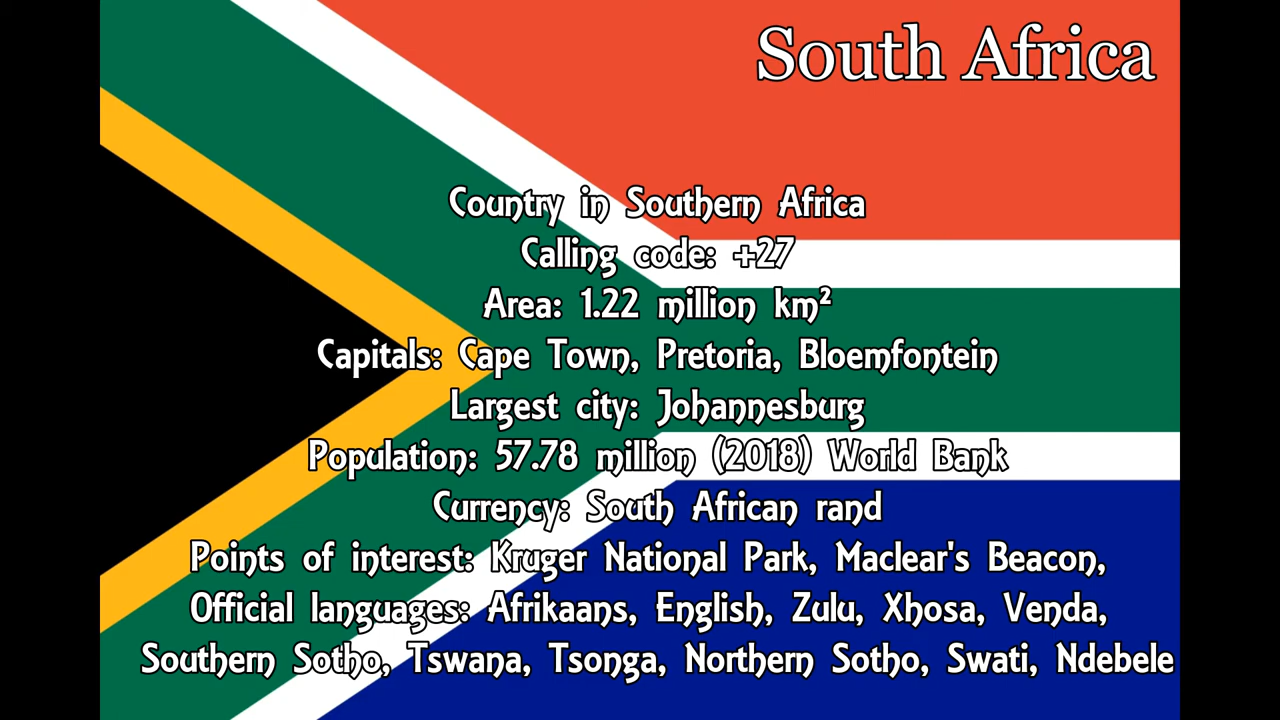 South Africa
Country in Southern Africa
Calling code: +27
Area: 1.22 million km²
Capitals: Cape Town, Pretoria, Bloemfontein
Largest city: Johannesburg
Population: 57.78 million (2018) World Bank
Currency: South African rand
Points of interest: Kruger National Park, Maclear's Beacon,
Official languages: Afrikaans, English, Zulu, Xhosa, Venda,
Southern Sotho, Tswana, Tsonga, Northern Sotho, Swati, Ndebele